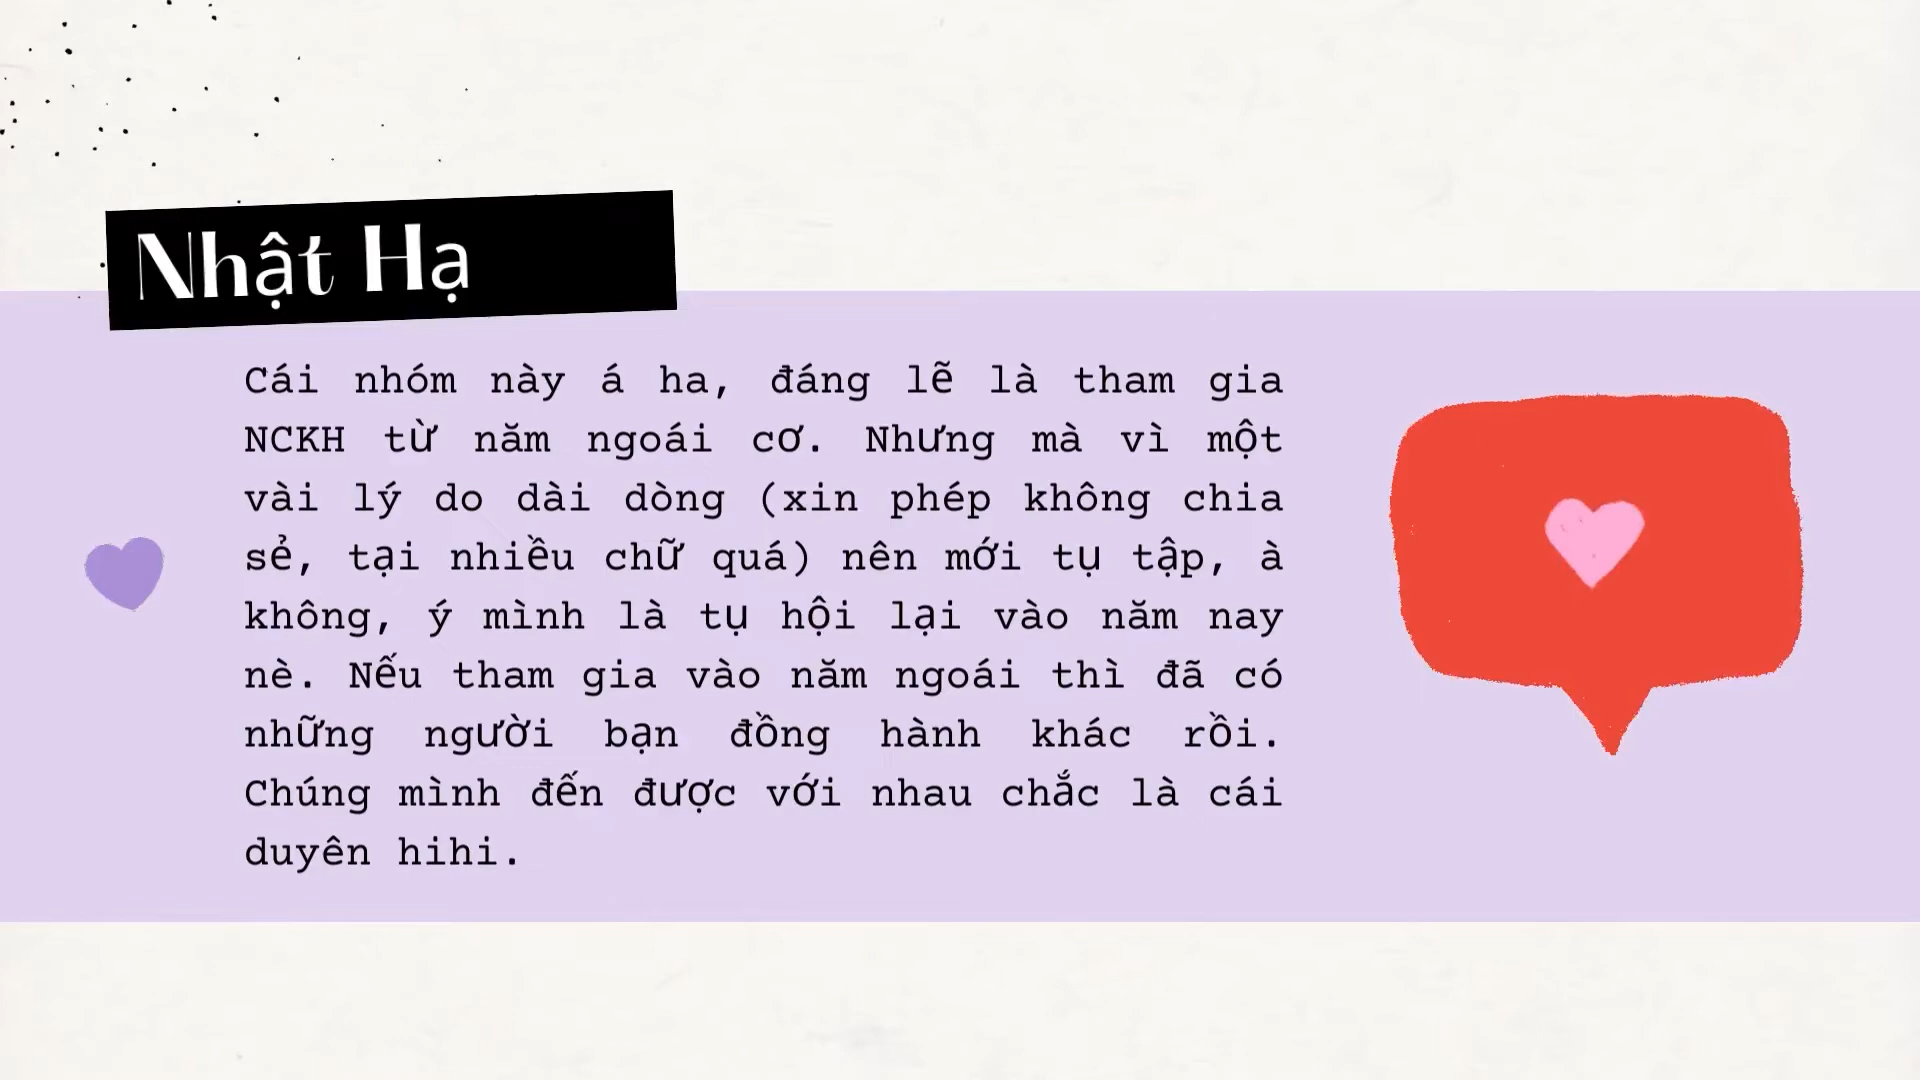 Nhật Hạ
Cái nhóm này á ha, đáng lẽ là tham gia
NCKH từ năm ngoái cơ. Nhưng mà vì một
vài lý do dài dòng (xin phép không chia
sẻ, tại nhiều chữ quá) nên mới tụ tập, à
không, ý mình là tụ hội lại vào năm nay
nè. Nếu tham gia vào năm ngoái thì đã có
những người bạn đồng hành khác rồi.
Chúng mình đến được với nhau chắc là cái
duyên hihi.